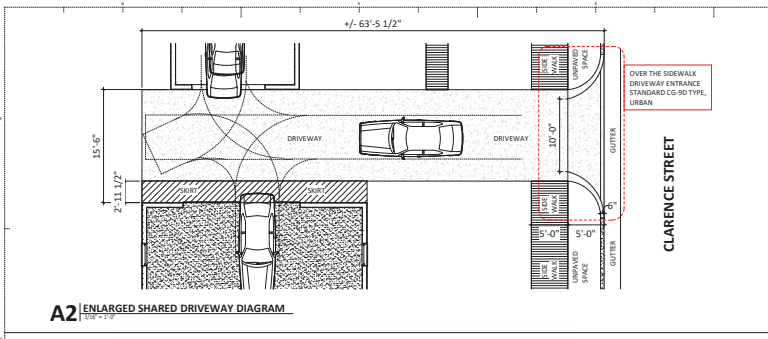 +/- 63'-5 1/2"
SIDE
WALK
UNPAVED
SPACE
OVER THE SIDEWALK
DRIVEWAY ENTRANCE
STANDARD CG-9D TYPE,
URBAN
15'-6"
DRIVEWAY
DRIVEWAY
10'-0"
GUTTER
CLARENCE STREET
2'-11 1/2"
SKIRT
SKIRT
SIDE
WALK
6"
5'-0"
5'-0"
SIDE
WALK
UNPAVED
SPACE
GUTTER
A2 ENLARGED SHARED DRIVEWAY DIAGRAM
3/16" = 1'-0"